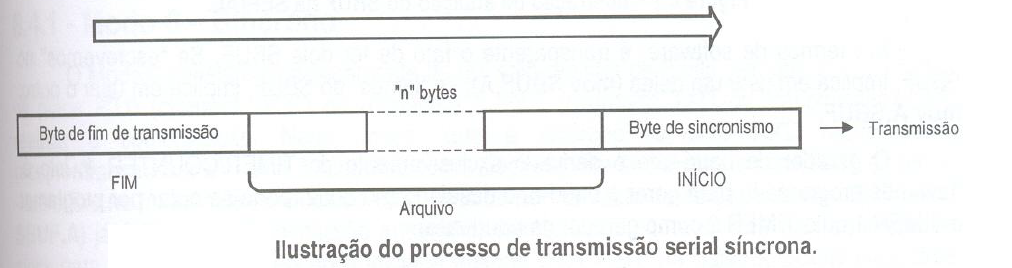 "n" bytes
Byte de fim de transmissão
Byte de sincronismo
Transmissão
FIM
INÍCIO
Arquivo
Ilustração do processo de transmissão serial síncrona.